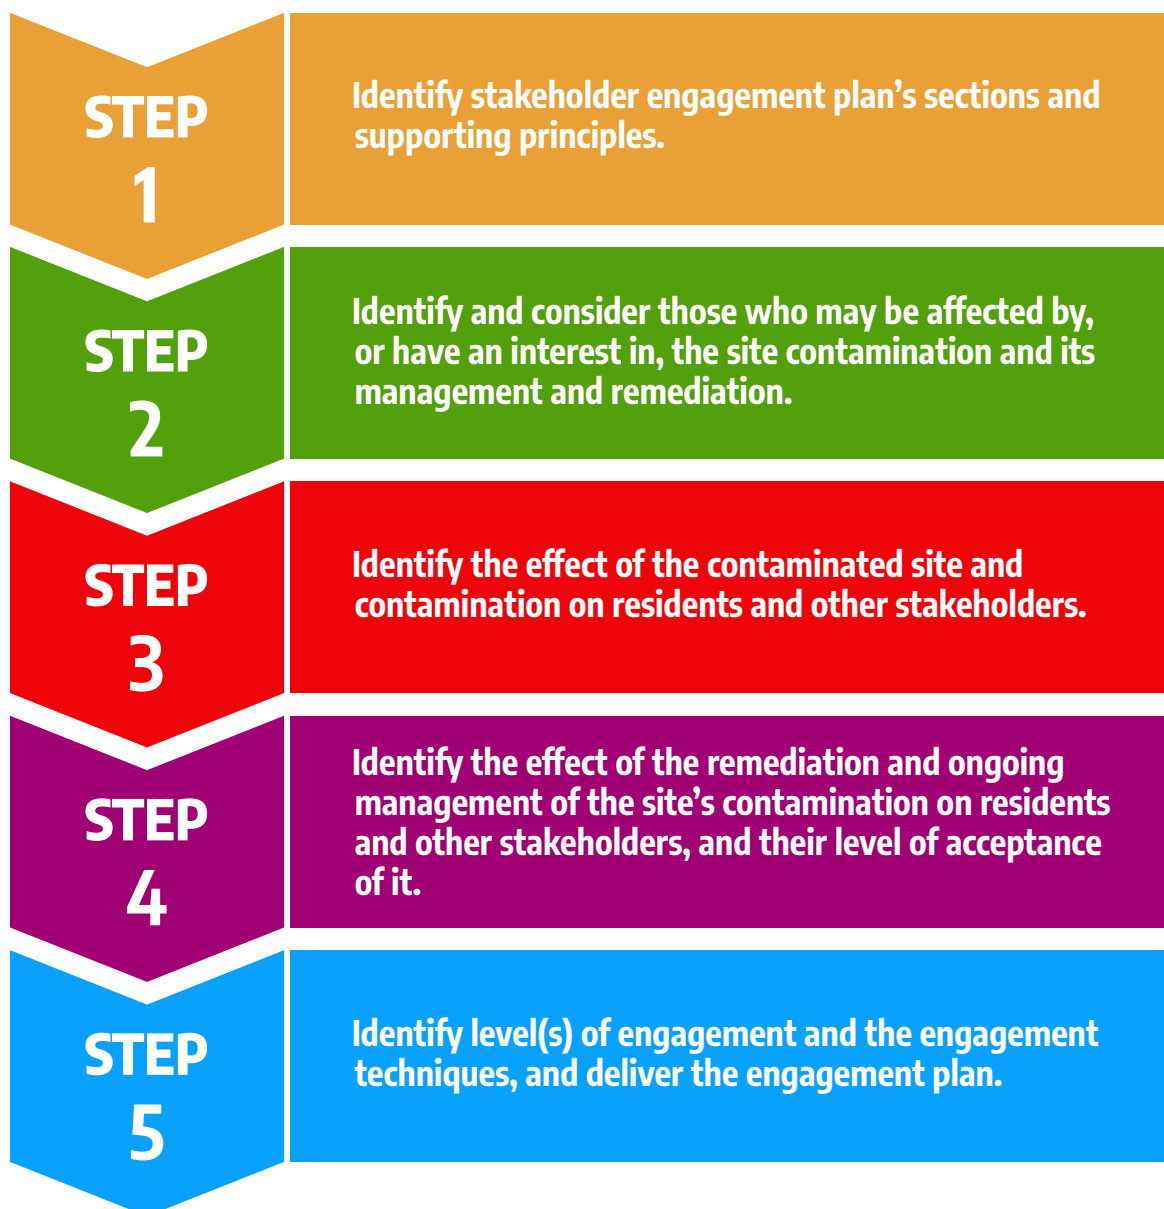 STEP
1
Identify stakeholder engagement plan’s sections and
supporting principles.
STEP
2
Identify and consider those who may be affected by,
or have an interest in, the site contamination and its
management and remediation.
STEP
3
Identify the effect of the contaminated site and
contamination on residents and other stakeholders.
STEP
4
Identify the effect of the remediation and ongoing
management of the site’s contamination on residents
and other stakeholders, and their level of acceptance
of it.
STEP
5
Identify level(s) of engagement and the engagement
techniques, and deliver the engagement plan.